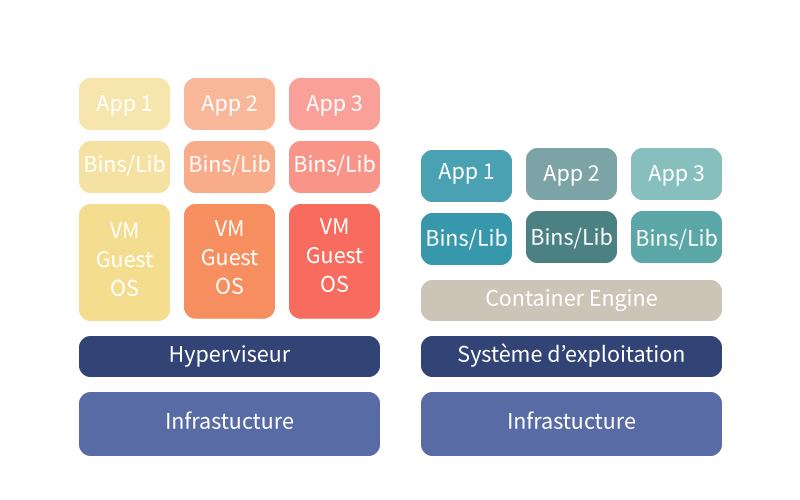 App 1
App 2
App 3
Bins/Lib
Bins/Lib
Bins/Lib
VM
Guest
OS
VM
Guest
OS
VM
Guest
OS
Hyperviseur
Infrastucture
App 1
App 2
App 3
Bins/Lib
Bins/Lib
Bins/Lib
Container Engine
Système d’exploitation
Infrastucture